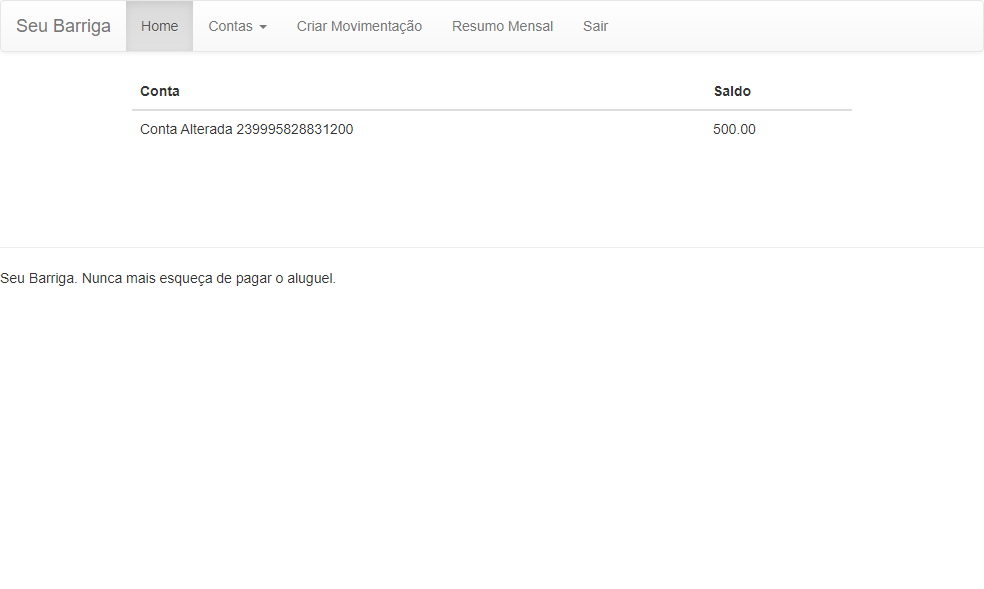 Seu Barriga Home Contas Criar Movimentação Resumo Mensal Sair
Conta Saldo
Conta Alterada 239995828831200 500.00
Seu Barriga. Nunca mais esqueça de pagar o aluguel.